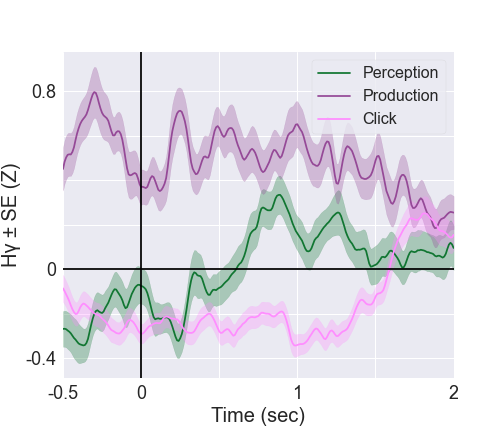 Perception
Production
Click
Hγ ± SE (Z)
0.8
0
-0.4
-0.5
0
1
2
Time (sec)